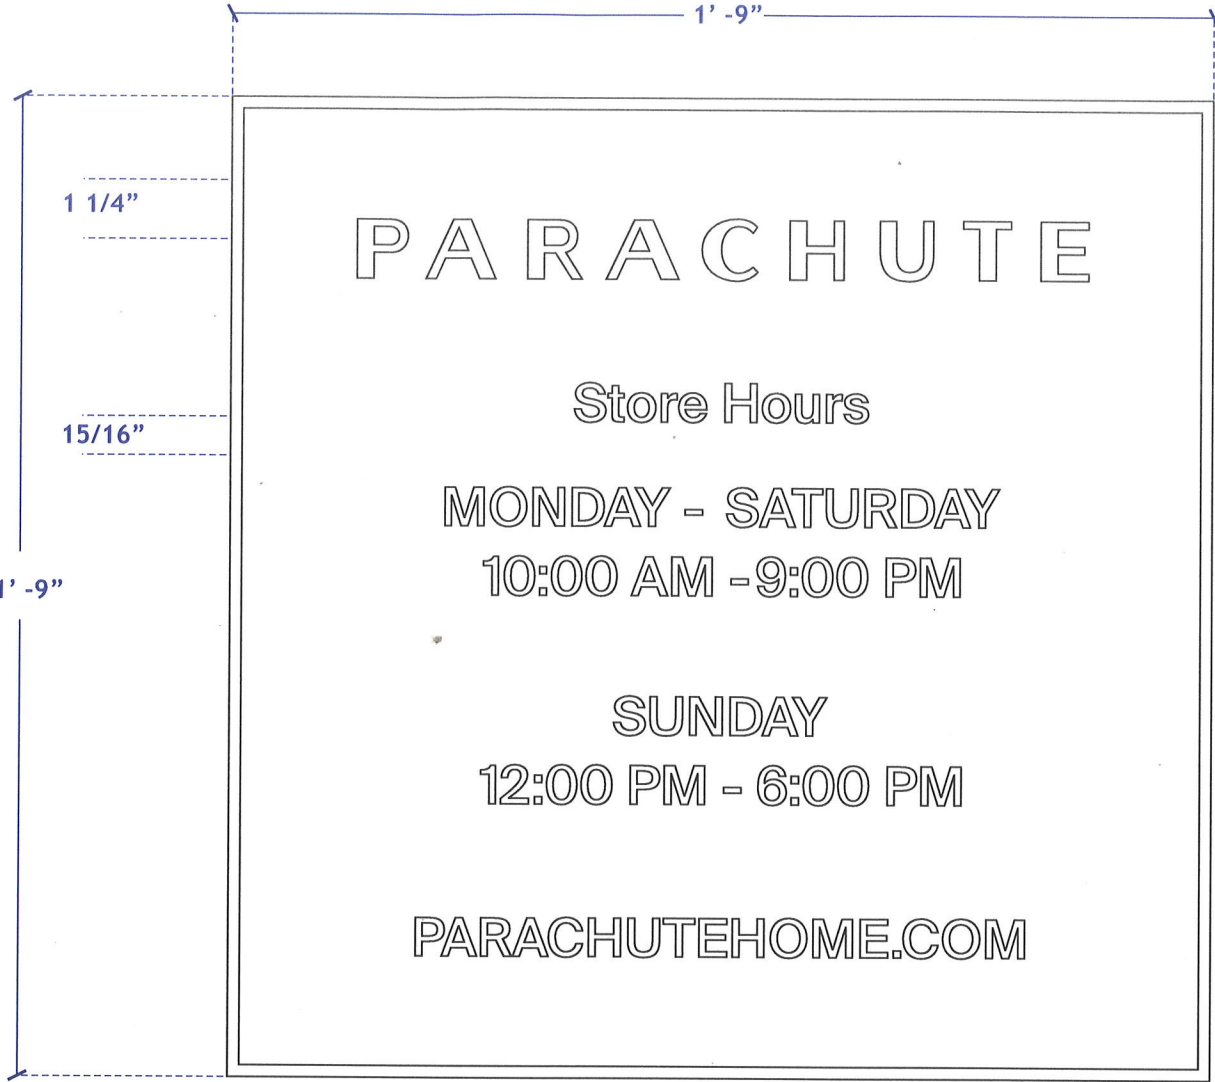 1' -9"
1 1/4"
PARACHUTE
Store Hours
15/16"
MONDAY - SATURDAY
10:00 AM -9:00 PM
1' -9"
SUNDAY
12:00 PM - 6:00 PM
PARACHUTEHOME.COM